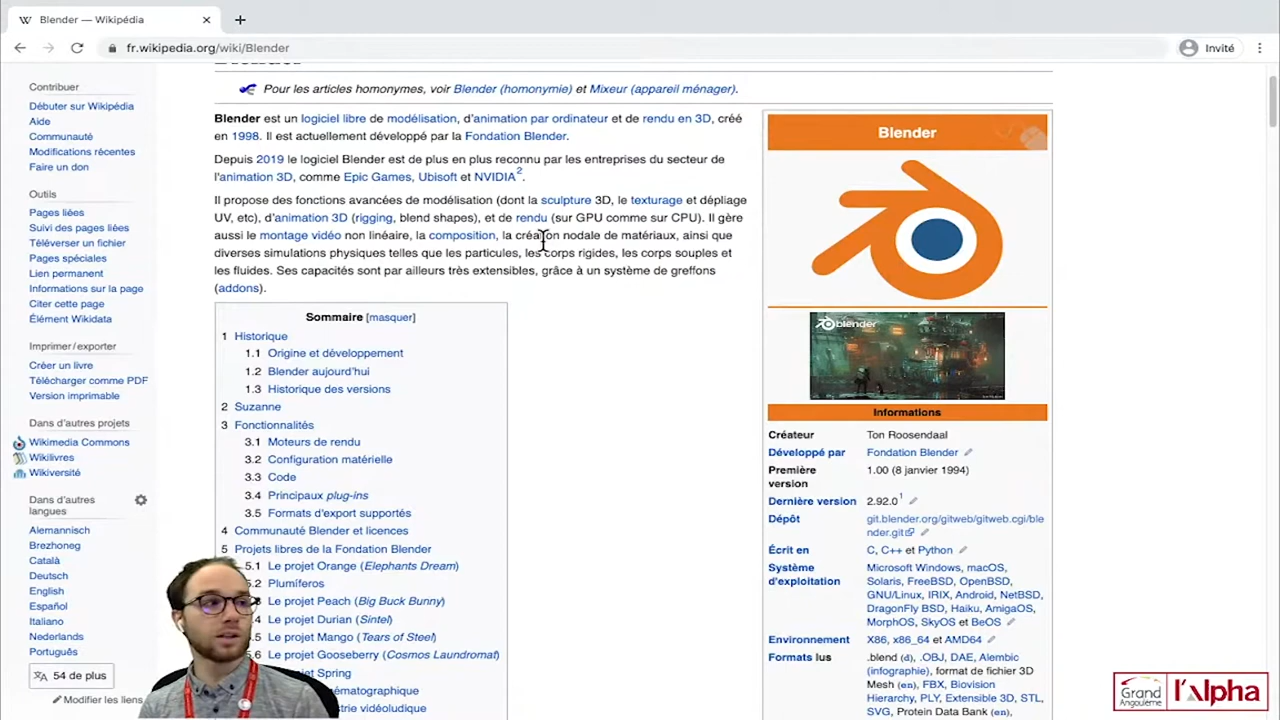 Blender — Wikipédia
fr.wikipedia.org/wiki/Blender
Invité
Contribuer
Débuter sur Wikipédia
Aide
Communauté
Modifications récentes
Faire un don
Outils
Pages liées
Suivi des pages liées
Téléverser un fichier
Pages spéciales
Lien permanent
Informations sur la page
Citer cette page
Élément Wikidata
Imprimer / exporter
Créer un livre
Télécharger comme PDF
Version imprimable
Dans d'autres projets
Wikimedia Commons
Wikilivres
Wikiversité
Dans d'autres
langues
Alemannisch
Brezhoneg
Català
Deutsch
English
Español
Italiano
Nederlands
Português
54 de plus
Modifier les liens
Pour les articles homonymes, voir Blender (homonymie) et Mixeur (appareil ménager).
Blender est un logiciel libre de modélisation, d'animation par ordinateur et de rendu en 3D, créé
en 1998. Il est actuellement développé par la Fondation Blender.
Depuis 2019 le logiciel Blender est de plus en plus reconnu par les entreprises du secteur de
l'animation 3D, comme Epic Games, Ubisoft et NVIDIA2.
Il propose des fonctions avancées de modélisation (dont la sculpture 3D, le texturage et dépliage
UV, etc), d'animation 3D (rigging, blend shapes), et de rendu (sur GPU comme sur CPU). Il gère
aussi le montage vidéo non linéaire, la composition, la création nodale de matériaux, ainsi que
diverses simulations physiques telles que les particules, les corps rigides, les corps souples et
les fluides. Ses capacités sont par ailleurs très extensibles, grâce à un système de greffons
(addons).
Sommaire [masquer]
1 Historique
1.1 Origine et développement
1.2 Blender aujourd'hui
1.3 Historique des versions
2 Suzanne
3 Fonctionnalités
3.1 Moteurs de rendu
3.2 Configuration matérielle
3.3 Code
3.4 Principaux plug-ins
3.5 Formats d'export supportés
4 Communauté Blender et licences
5 Projets libres de la Fondation Blender
5.1 Le projet Orange (Elephants Dream)
5.2 Plumíferos
5.3 Le projet Peach (Big Buck Bunny)
5.4 Le projet Durian (Sintel)
5.5 Le projet Mango (Tears of Steel)
5.6 Le projet Gooseberry (Cosmos Laundromat)
Spring
Blender
blender
Informations
Créateur Ton Roosendaal
Développé par Fondation Blender
Première 1.00 (8 janvier 1994)
version
Dernière version 2.92.01
Dépôt git.blender.org/gitweb/gitweb.cgi/ble
nder.git
Écrit en C, C++ et Python
Système Microsoft Windows, macOS,
d'exploitation Solaris, FreeBSD, OpenBSD,
GNU/Linux, IRIX, Android, NetBSD,
DragonFly BSD, Haiku, AmigaOS,
MorphOS, SkyOS et BeOS
Environnement X86, x86_64 et AMD64
Formats lus .blend (d), .OBJ, DAE, Alembic
(infographie), format de fichier 3D
Mesh (en), FBX, Biovision
Hierarchy, PLY, Extensible 3D, STL,
SVG, Protein Data Bank (en),
Grand
Angoulême
l'Alpha